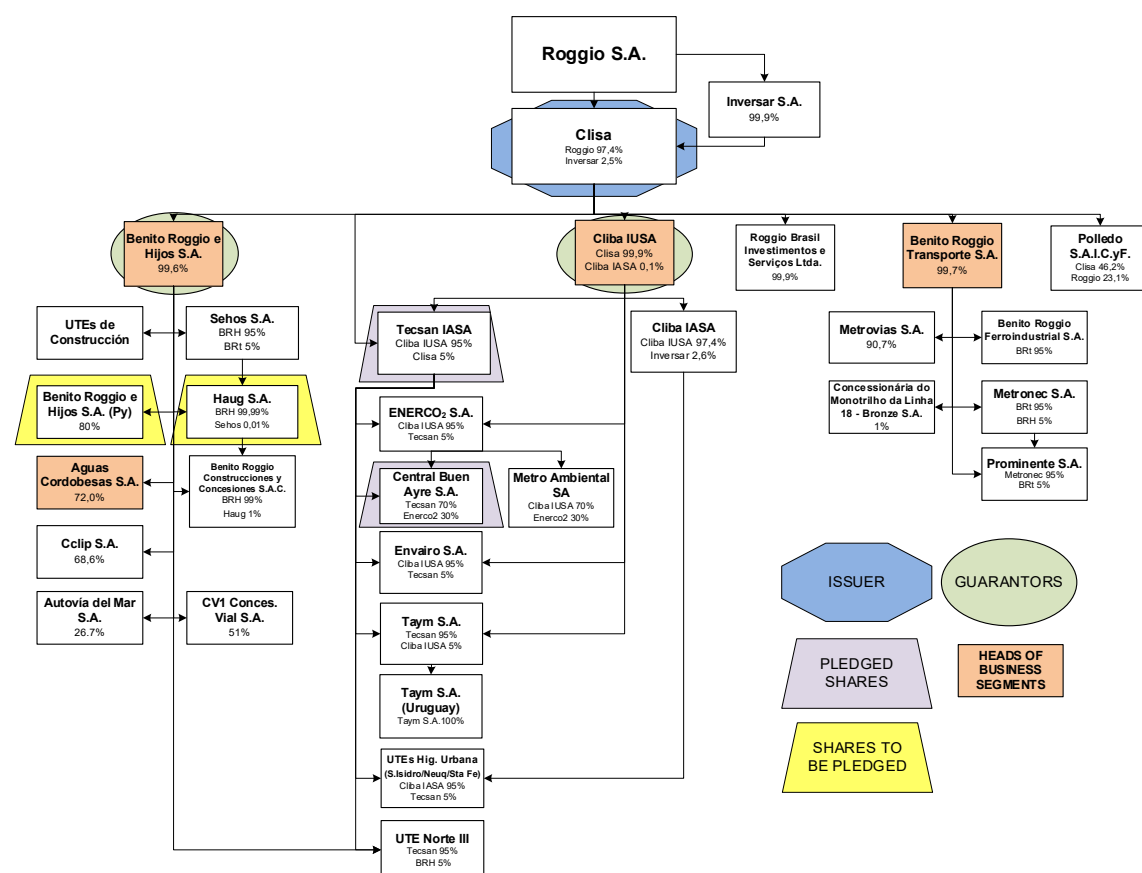 Roggio S.A.
Inversar S.A.
99,9%
Clisa
Roggio 97,4%
Inversar 2,5%
Benito Roggio e
Hijos S.A.
99,6%
Cliba IUSA
Clisa 99,9%
Cliba IASA 0,1%
Roggio Brasil
Investimentos e
Serviços Ltda.
99,9%
Benito Roggio
Transporte S.A.
99,7%
Polledo
S.A.I.C.yF.
Clisa 46,2%
Roggio 23,1%
UTEs de
Construcción
Sehos S.A.
BRH 95%
BRt 5%
Tecsan IASA
Cliba IUSA 95%
Clisa 5%
Cliba IASA
Cliba IUSA 97,4%
Inversar 2,6%
Metrovias S.A.
90,7%
Benito Roggio
Ferroindustrial S.A.
BRt 95%
Benito Roggio e
Hijos S.A. (Py)
80%
Haug S.A.
BRH 99,99%
Sehos 0,01%
Concessionária do
Monotrilho da Linha
18 - Bronze S.A.
1%
Metronec S.A.
BRt 95%
BRH 5%
ENERCO₂ S.A.
Cliba IUSA 95%
Tecsan 5%
Aguas
Cordobesas S.A.
72,0%
Benito Roggio
Construcciones y
Concesiones S.A.C.
BRH 99%
Haug 1%
Central Buen
Ayre S.A.
Tecsan 70%
Enerco2 30%
Metro Ambiental
SA
Cliba IUSA 70%
Enerco2 30%
Prominente S.A.
Metronec 95%
BRt 5%
Cclip S.A.
68,6%
Envairo S.A.
Cliba IUSA 95%
Tecsan 5%
Autovía del Mar
S.A.
26.7%
CV1 Conces.
Vial S.A.
51%
Taym S.A.
Tecsan 95%
Cliba IUSA 5%
Taym S.A.
(Uruguay)
Taym S.A.100%
UTEs Hig. Urbana
(S.Isidro/Neuq/Sta Fe)
Cliba IASA 95%
Tecsan 5%
UTE Norte III
Tecsan 95%
BRH 5%
ISSUER
GUARANTORS
PLEDGED
SHARES
HEADS OF
BUSINESS
SEGMENTS
SHARES TO
BE PLEDGED